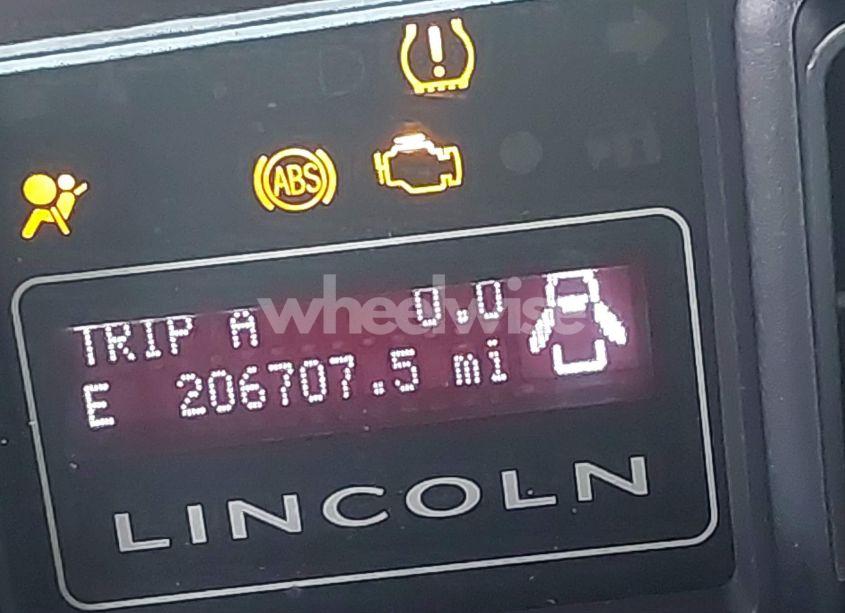 ABS
wheelwise
TRIP A 0.0
E 206707.5 mi
LINCOLN